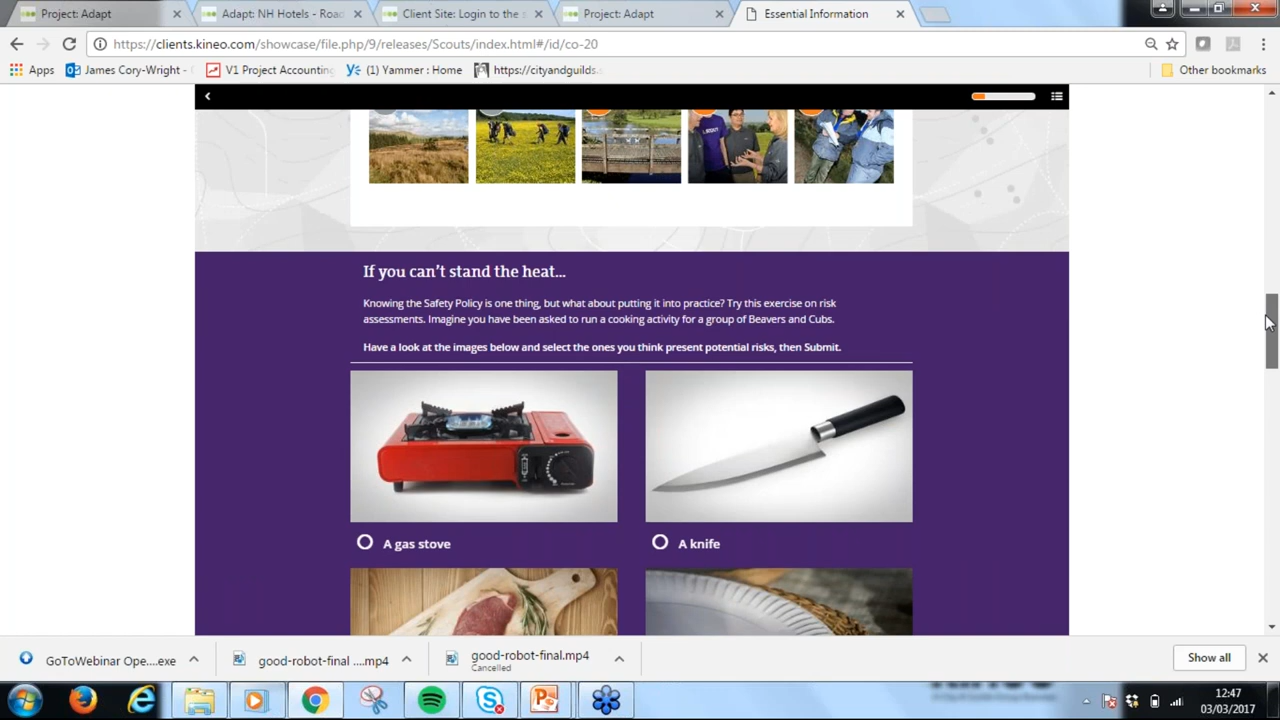 Project: Adapt
Adapt: NH Hotels - Road
Client Site: Login to the s
Project: Adapt
Essential Information
https://clients.kineo.com/showcase/file.php/9/releases/Scouts/index.html#/id/co-20
Apps
James Cory-Wright -
V1 Project Accounting
(1) Yammer : Home
https://cityandguilds.
Other bookmarks
If you can't stand the heat...
Knowing the Safety Policy is one thing, but what about putting it into practice? Try this exercise on risk
assessments. Imagine you have been asked to run a cooking activity for a group of Beavers and Cubs.
Have a look at the images below and select the ones you think present potential risks, then Submit.
A gas stove
A knife
GoToWebinar Ope....exe
good-robot-final ....mp4
good-robot-final.mp4
Cancelled
Show all
12:47
03/03/2017